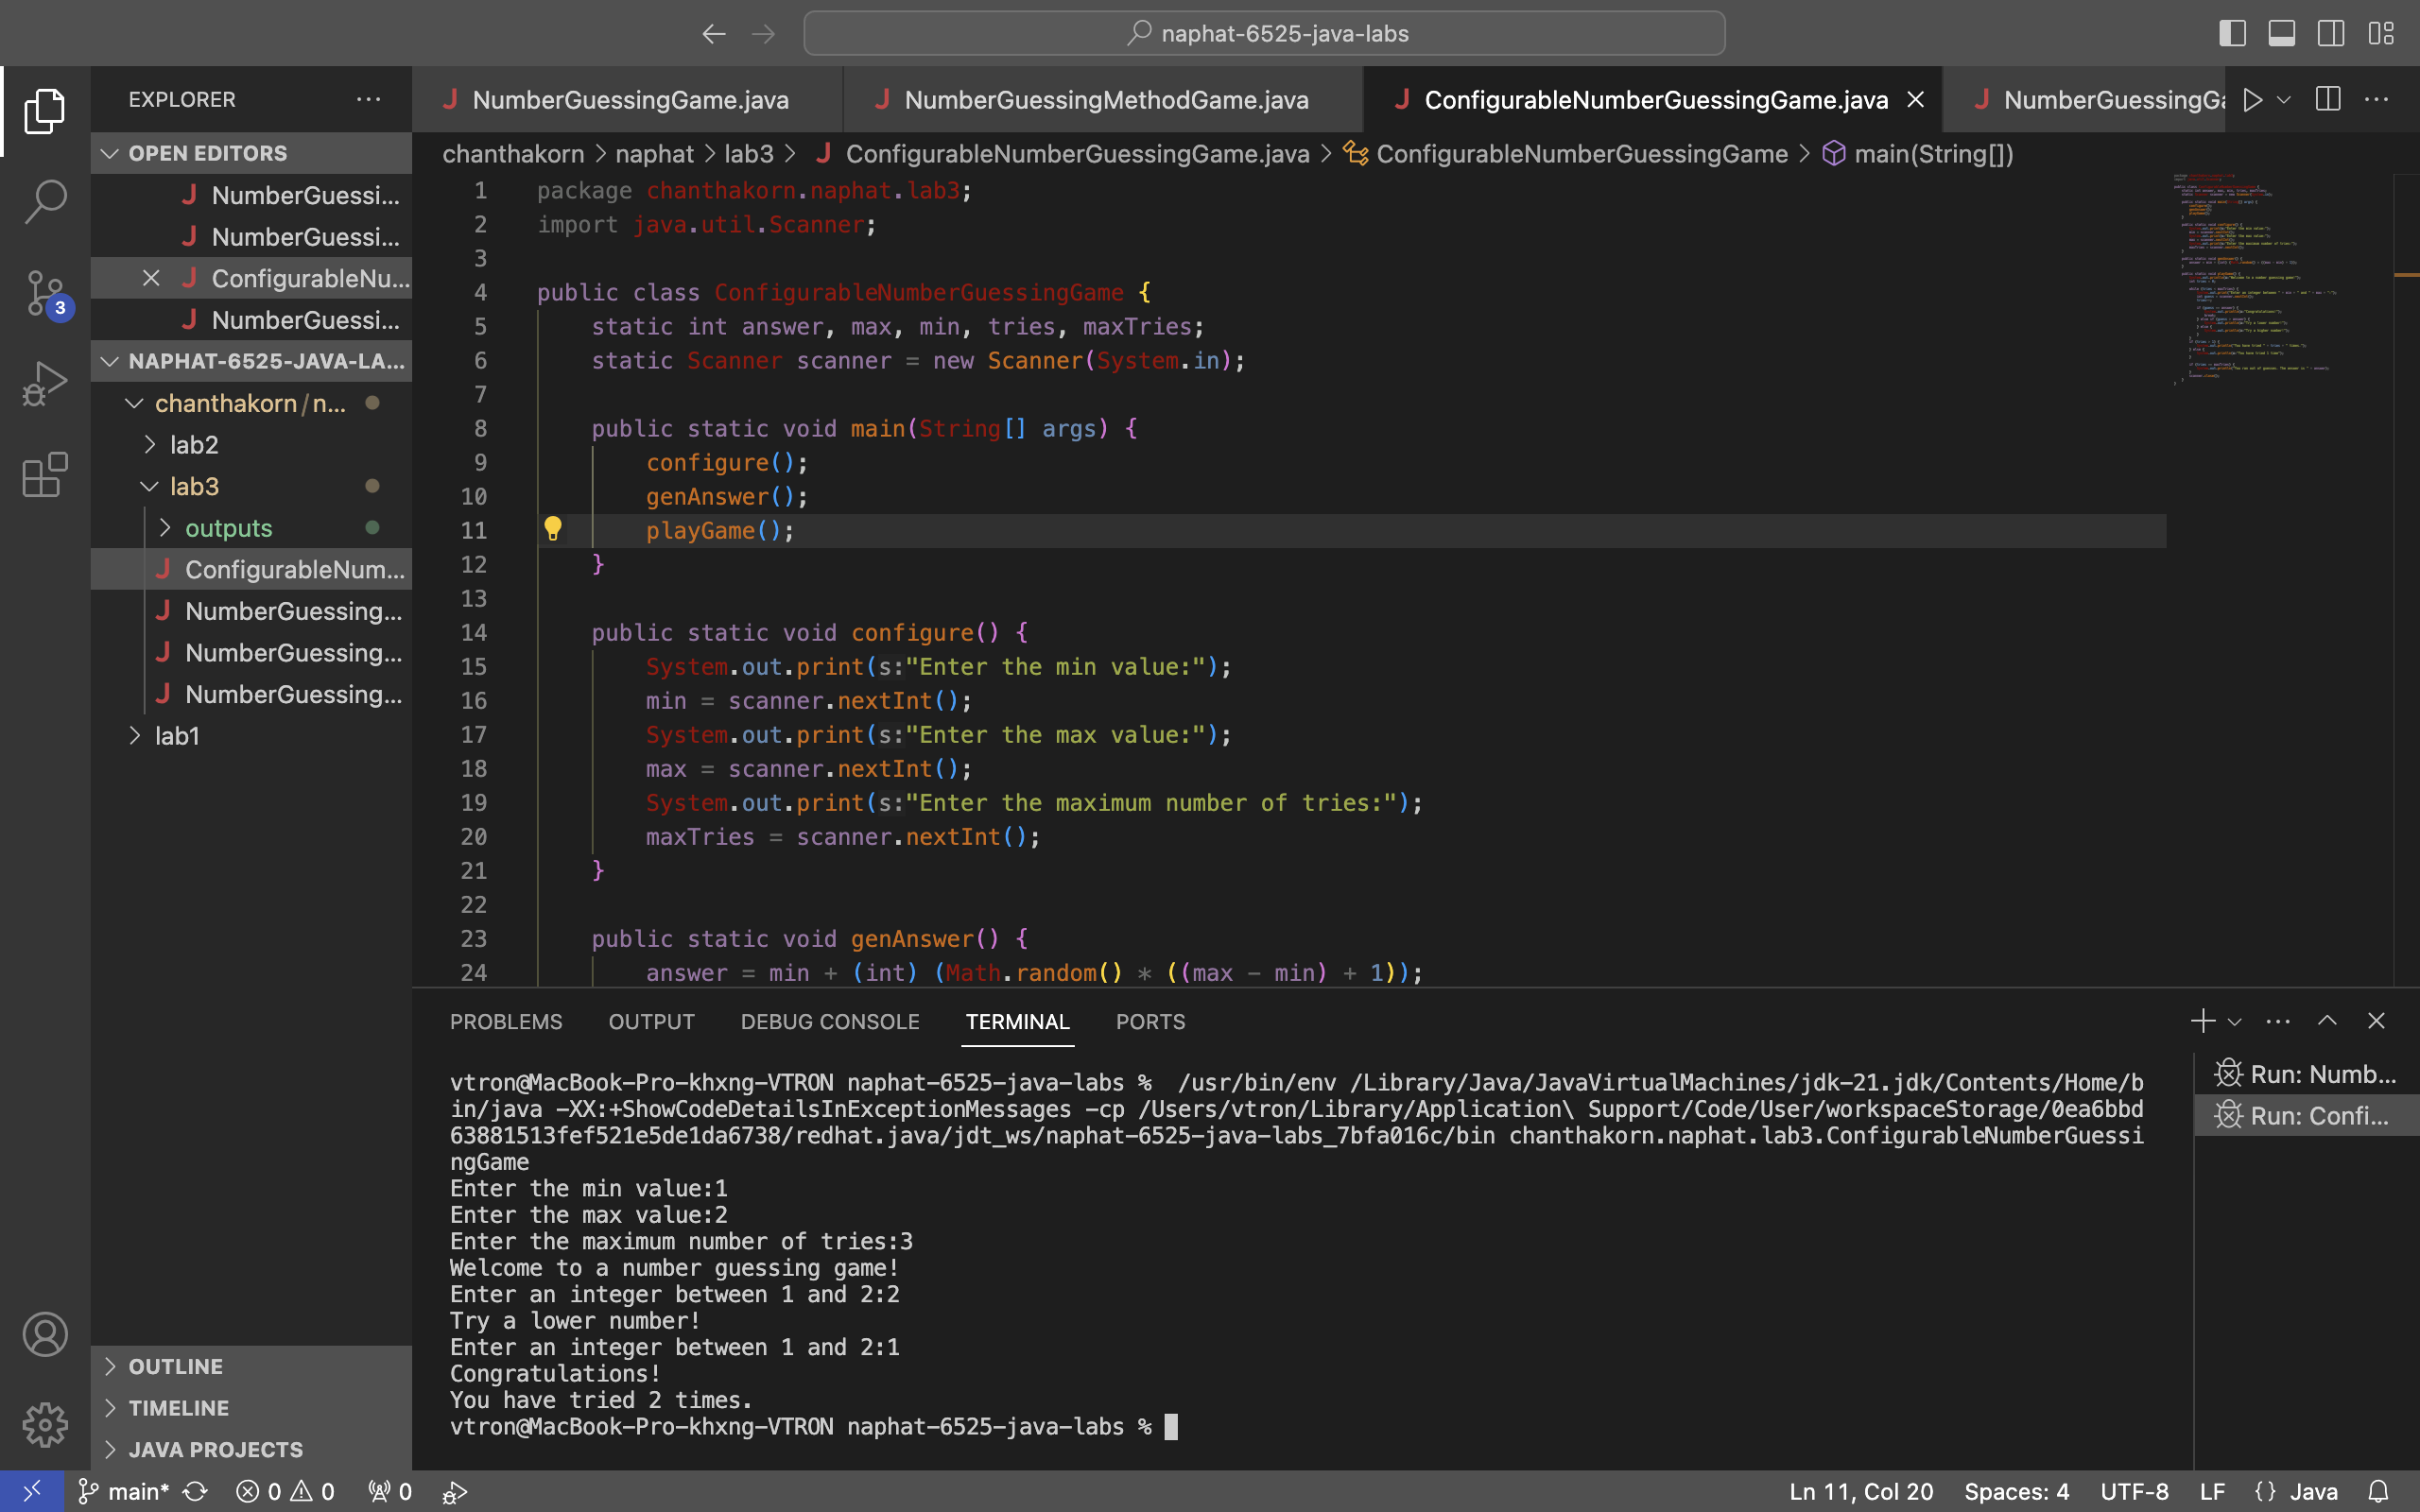 naphat-6525-java-labs
EXPLORER
OPEN EDITORS
NumberGuessi...
NumberGuessi...
ConfigurableNu...
NumberGuessi...
NAPHAT-6525-JAVA-LA...
chanthakorn/n...
lab2
lab3
outputs
ConfigurableNum...
NumberGuessing...
NumberGuessing...
NumberGuessing...
lab1
OUTLINE
TIMELINE
JAVA PROJECTS
3
NumberGuessingGame.java
NumberGuessingMethodGame.java
ConfigurableNumberGuessingGame.java
NumberGuessingGa
chanthakorn > naphat > lab3 > ConfigurableNumberGuessingGame.java > ConfigurableNumberGuessingGame > main(String[])
1 package chanthakorn.naphat.lab3;
2 import java.util.Scanner;
3
4 public class ConfigurableNumberGuessingGame {
5 static int answer, max, min, tries, maxTries;
6 static Scanner scanner = new Scanner(System.in);
7
8 public static void main(String[] args) {
9 configure();
10 genAnswer();
11 playGame();
12 }
13
14 public static void configure() {
15 System.out.print(s:"Enter the min value:");
16 min = scanner.nextInt();
17 System.out.print(s:"Enter the max value:");
18 max = scanner.nextInt();
19 System.out.print(s:"Enter the maximum number of tries:");
20 maxTries = scanner.nextInt();
21 }
22
23 public static void genAnswer() {
24 answer = min + (int) (Math.random() * ((max - min) + 1));
PROBLEMS OUTPUT DEBUG CONSOLE TERMINAL PORTS
vtron@MacBook-Pro-khxng-VTRON naphat-6525-java-labs % /usr/bin/env /Library/Java/JavaVirtualMachines/jdk-21.jdk/Contents/Home/b
in/java -XX:+ShowCodeDetailsInExceptionMessages -cp /Users/vtron/Library/Application\ Support/Code/User/workspaceStorage/0ea6bbd
63881513fef521e5de1da6738/redhat.java/jdt_ws/naphat-6525-java-labs_7bfa016c/bin chanthakorn.naphat.lab3.ConfigurableNumberGuessi
ngGame
Enter the min value:1
Enter the max value:2
Enter the maximum number of tries:3
Welcome to a number guessing game!
Enter an integer between 1 and 2:2
Try a lower number!
Enter an integer between 1 and 2:1
Congratulations!
You have tried 2 times.
vtron@MacBook-Pro-khxng-VTRON naphat-6525-java-labs %
Run: Numb...
Run: Confi...
main* 0 0 0
Ln 11, Col 20 Spaces: 4 UTF-8 LF {} Java